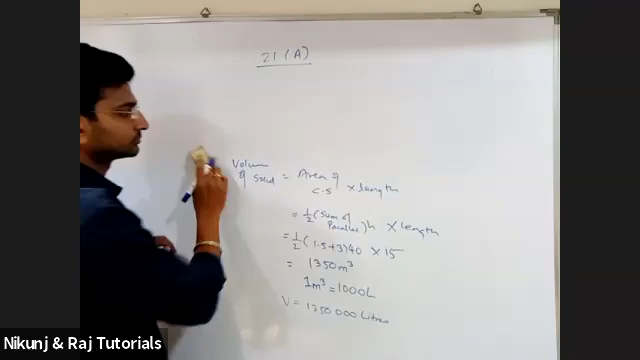 21 (A)
Volume
of Solid = Area of
C.S × length
= 1/2 (Sum of Parallel) h × length
= 1/2 (1.5+3) 40 × 15
= 1350 m³
1m³ = 1000L
V = 1350 000 Litres
Nikunj & Raj Tutorials